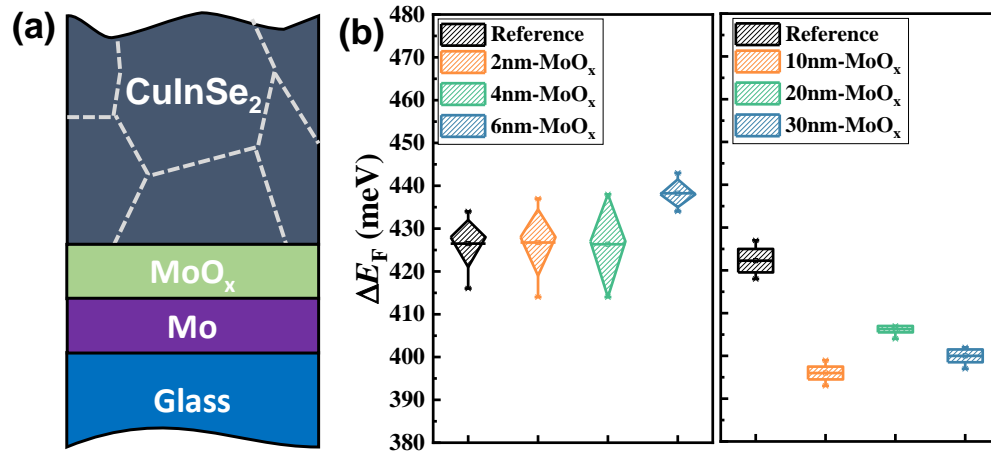 (a)
CuInSe₂
MoOₓ
Mo
Glass
(b)
ΔE_F (meV)
480
470
460
450
440
430
420
410
400
390
380
Reference
2nm-MoOₓ
4nm-MoOₓ
6nm-MoOₓ
Reference
10nm-MoOₓ
20nm-MoOₓ
30nm-MoOₓ